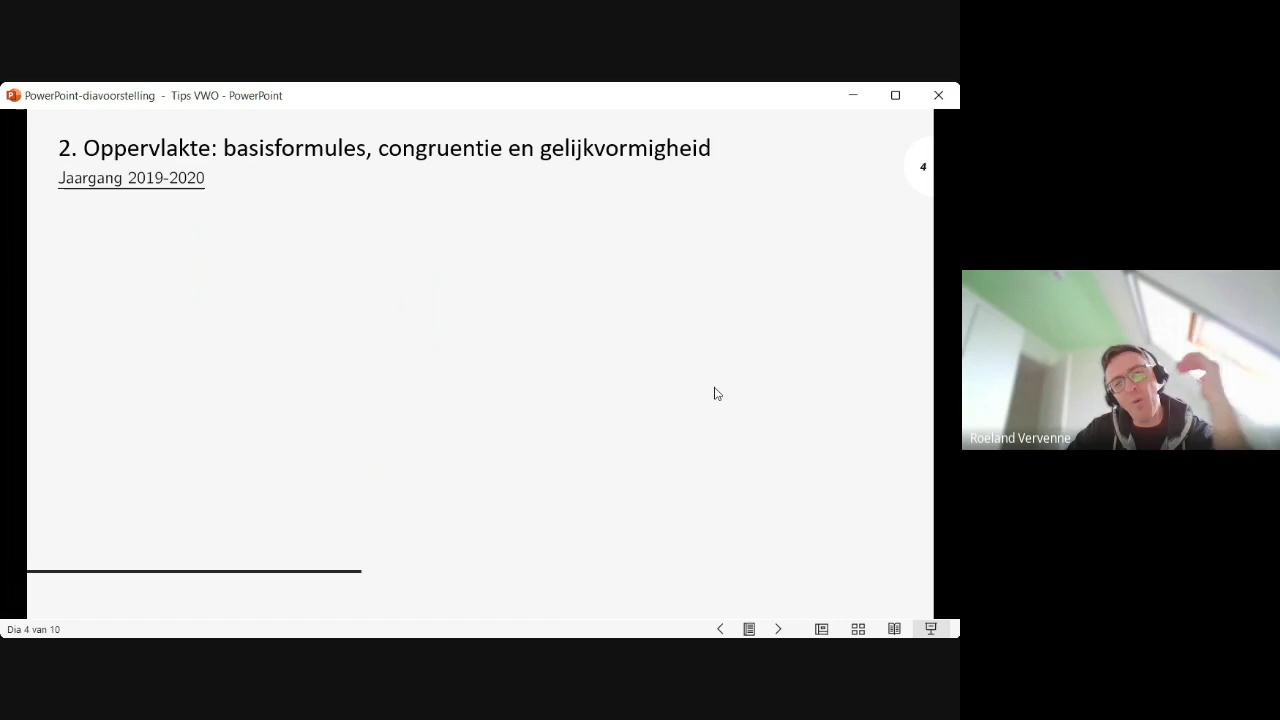 PowerPoint-diavoorstelling - Tips VWO - PowerPoint
2. Oppervlakte: basisformules, congruentie en gelijkvormigheid
Jaargang 2019-2020
4
Roeland Vervenne
Dia 4 van 10